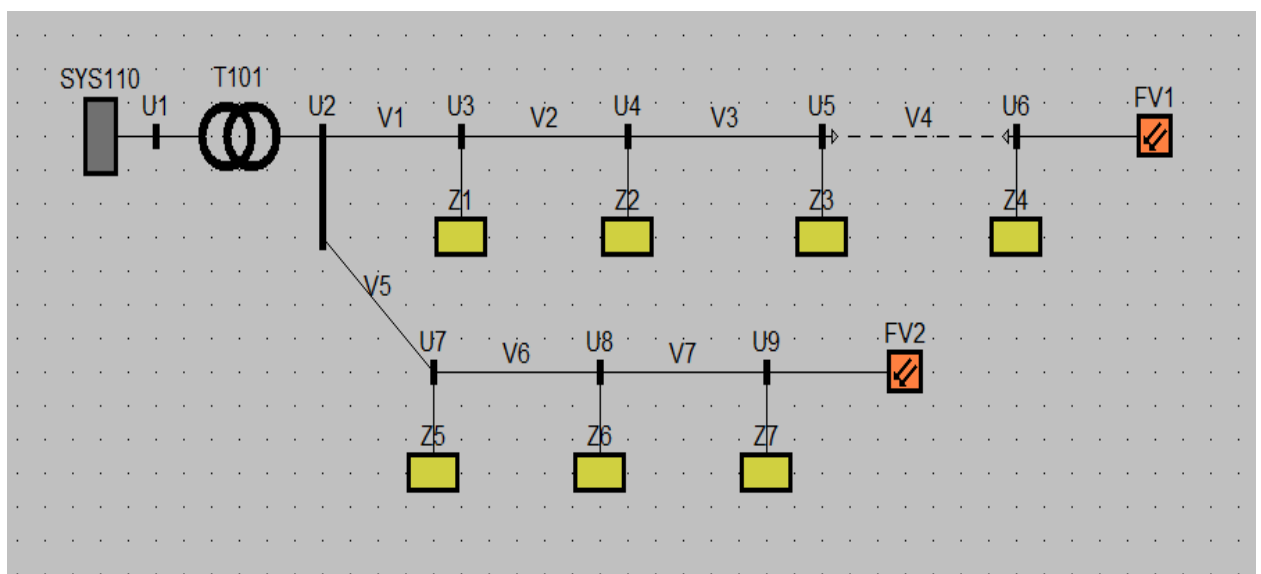 SYS110 T101
U1 U2 V1 U3 V2 U4 V3 U5 V4 U6 FV1
Z1 Z2 Z3 Z4
V5
U7 V6 U8 V7 U9 FV2
Z5 Z6 Z7